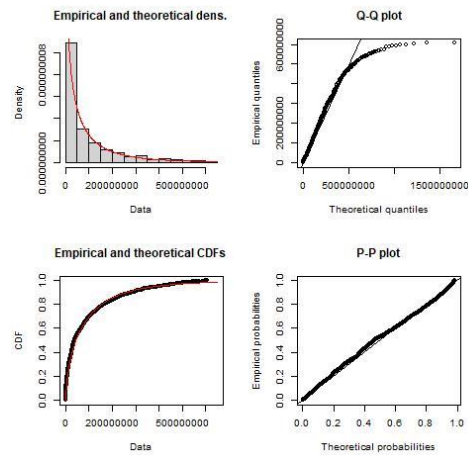 Empirical and theoretical dens.
Density
0.000000000 0.000000008
0 200000000 500000000
Data
Q-Q plot
Empirical quantiles
0 200000000 600000000
0 500000000 1500000000
Theoretical quantiles
Empirical and theoretical CDFs
CDF
0.0 0.2 0.4 0.6 0.8 1.0
0 200000000 500000000
Data
P-P plot
Empirical probabilities
0.0 0.2 0.4 0.6 0.8 1.0
0.0 0.2 0.4 0.6 0.8 1.0
Theoretical probabilities